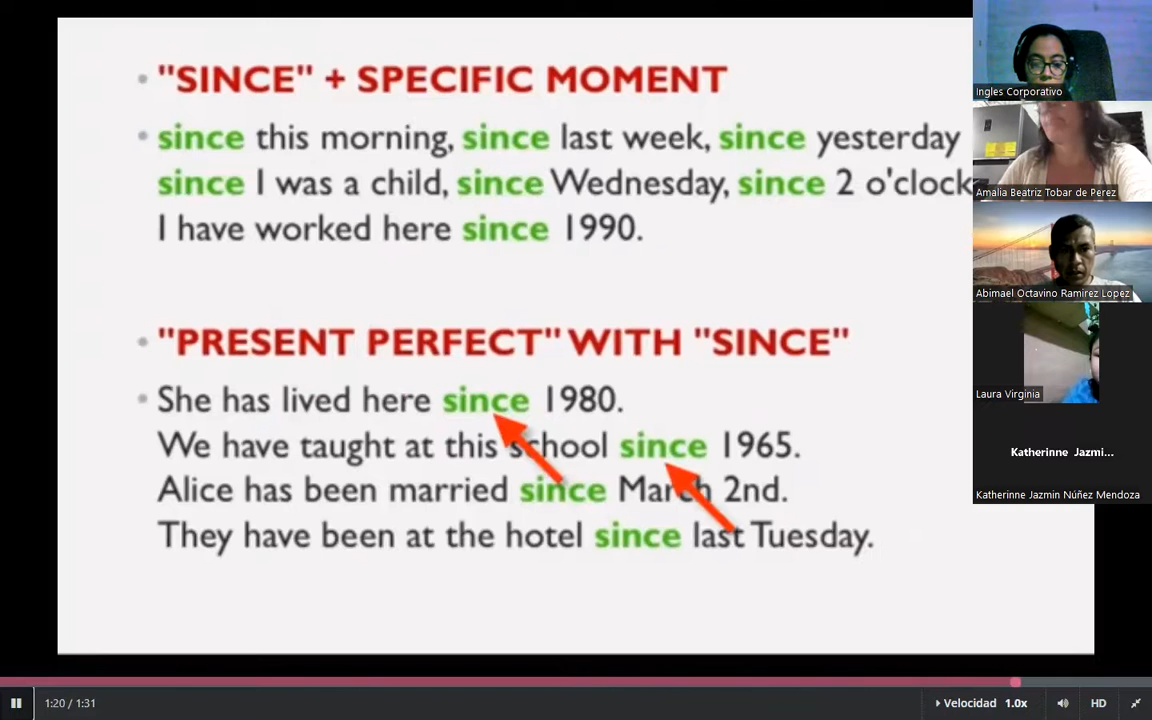 "SINCE" + SPECIFIC MOMENT
since this morning, since last week, since yesterday
since I was a child, since Wednesday, since 2 o'clock
I have worked here since 1990.
"PRESENT PERFECT" WITH "SINCE"
She has lived here since 1980.
We have taught at this school since 1965.
Alice has been married since March 2nd.
They have been at the hotel since last Tuesday.
Ingles Corporativo
Amalia Beatriz Tobar de Perez
Abimael Octavino Ramirez Lopez
Laura Virginia
Katherinne Jazmi...
Katherinne Jazmin Núñez Mendoza
1:20 / 1:31
Velocidad 1.0x
HD